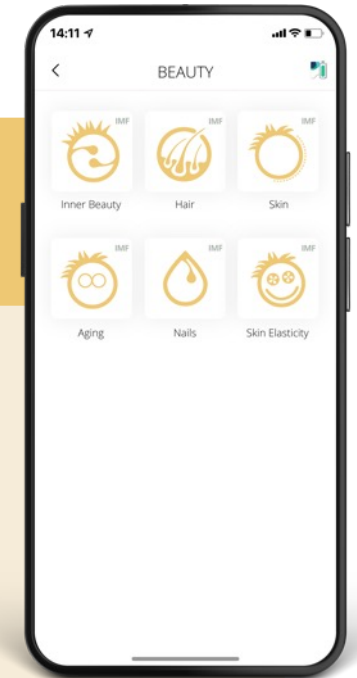 14:11
BEAUTY
IMF
IMF
IMF
Inner Beauty
Hair
Skin
IMF
IMF
IMF
Aging
Nails
Skin Elasticity